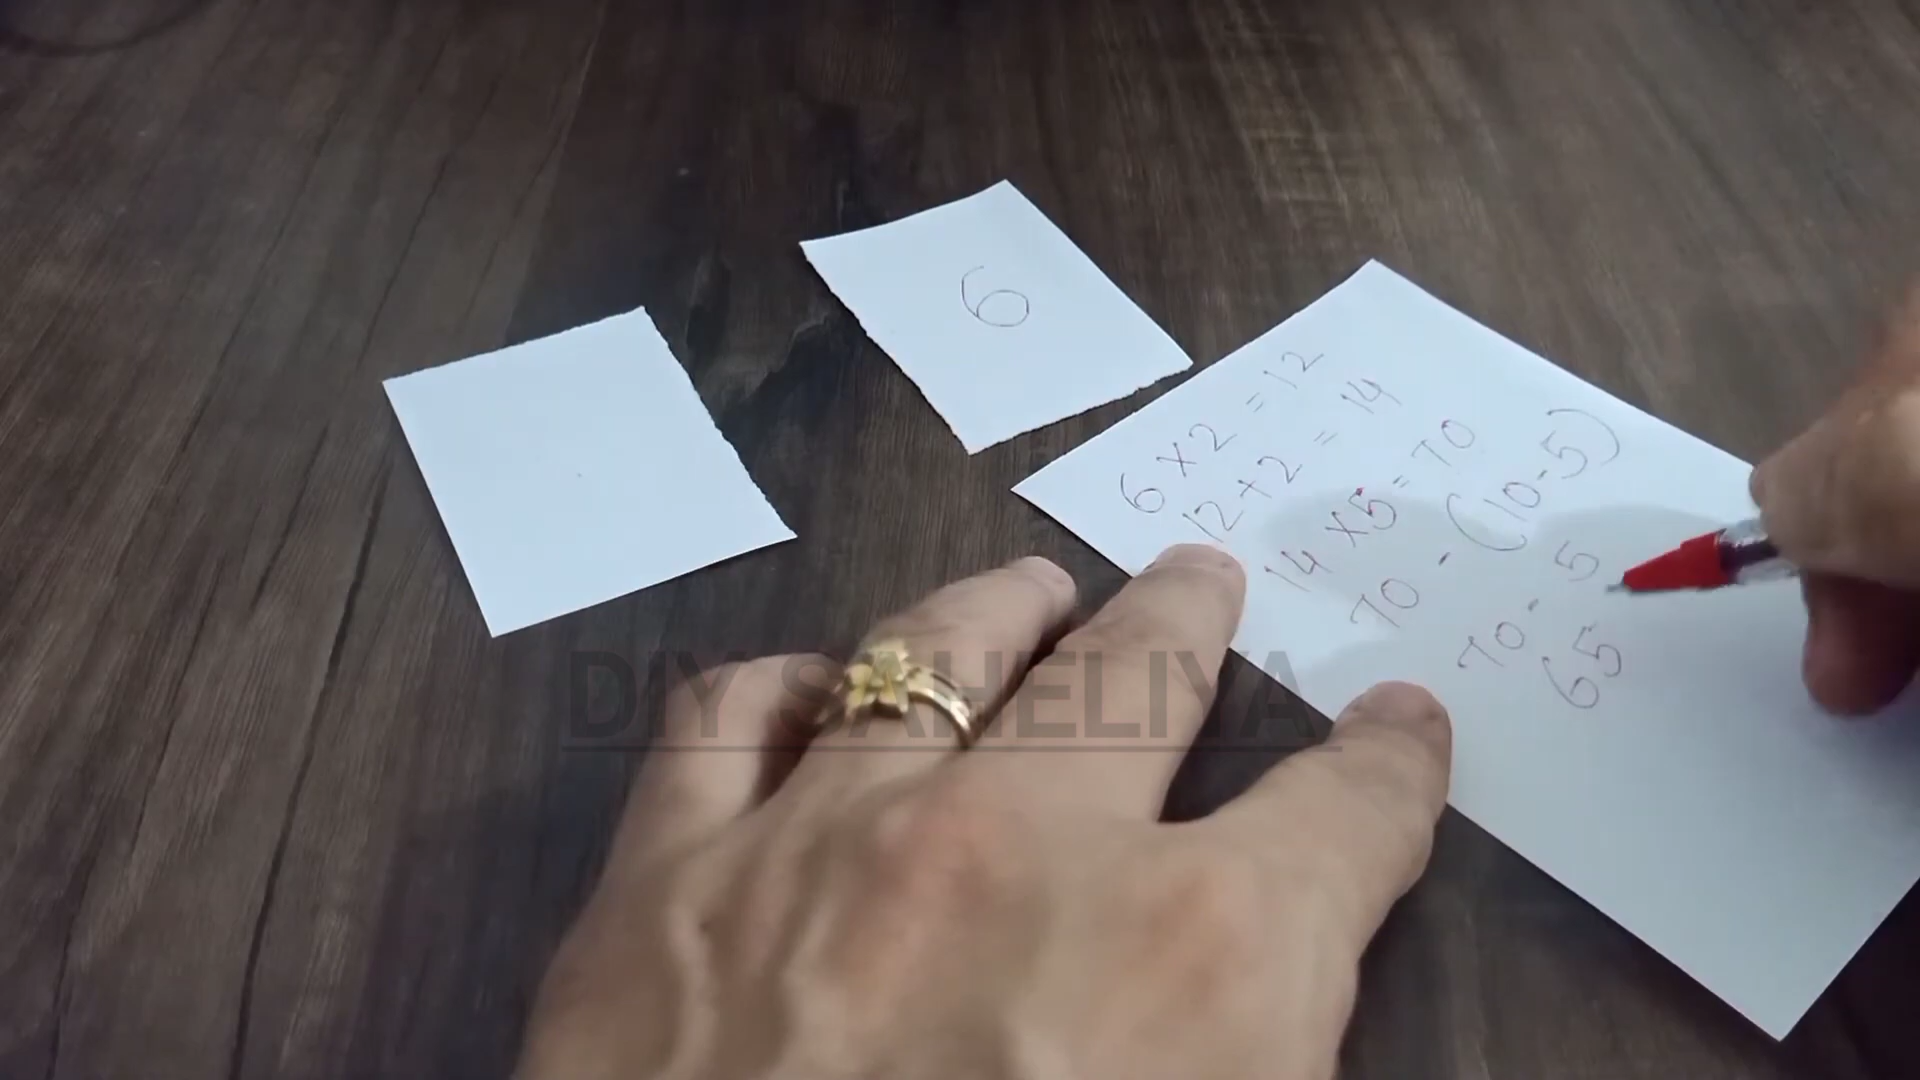 6
6 x 2 = 12
12 + 2 = 14
14 x 5 = 70
70 - (10-5)
70 - 5
65
DIY SAHELIYA